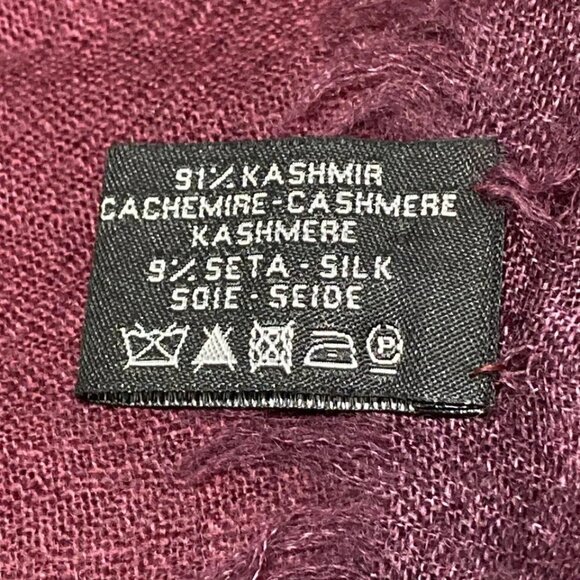 91% KASHMIR
CACHEMIRE-CASHMERE
KASHMERE
9% SETA - SILK
SOIE - SEIDE
P